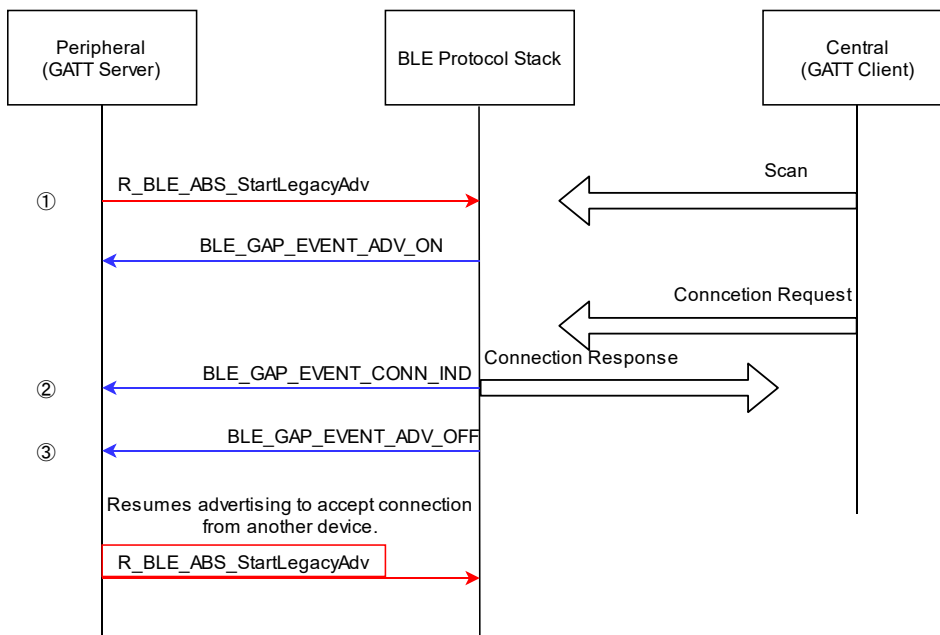 Peripheral
(GATT Server)
BLE Protocol Stack
Central
(GATT Client)
①
R_BLE_ABS_StartLegacyAdv
Scan
BLE_GAP_EVENT_ADV_ON
Conncetion Request
Connection Response
②
BLE_GAP_EVENT_CONN_IND
③
BLE_GAP_EVENT_ADV_OFF
Resumes advertising to accept connection
from another device.
R_BLE_ABS_StartLegacyAdv